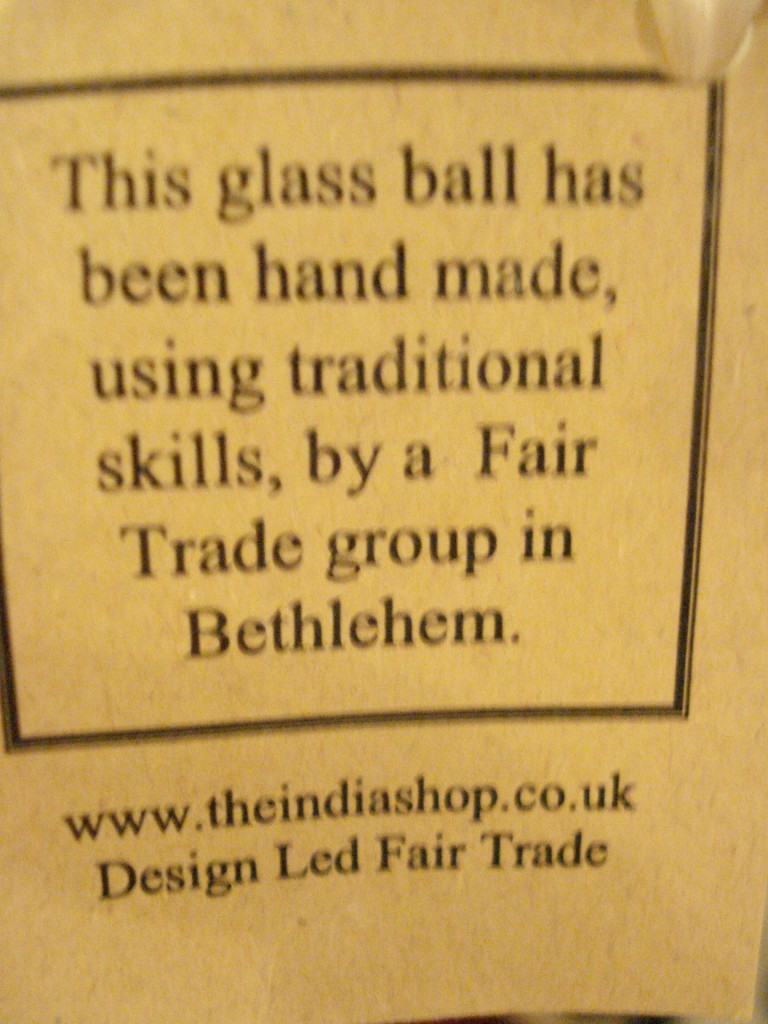 This glass ball has
been hand made,
using traditional
skills, by a Fair
Trade group in
Bethlehem.
www.theindiashop.co.uk
Design Led Fair Trade